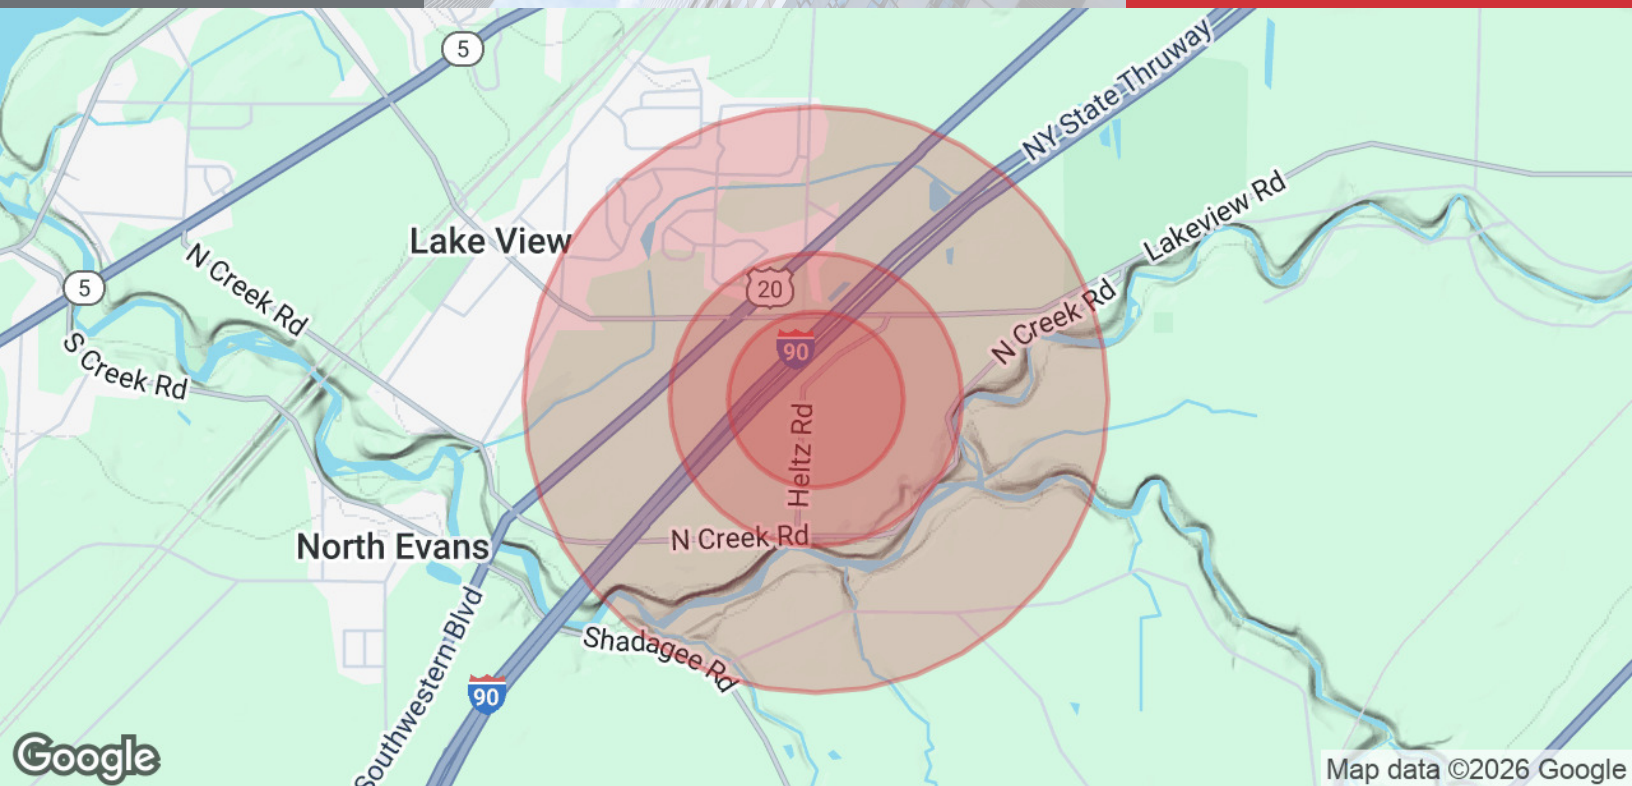 5
NY State Thruway
Lakeview Rd
Lake View
N Creek Rd
5
20
N Creek Rd
S Creek Rd
90
Heltz Rd
N Creek Rd
North Evans
Shadagee Rd
Southwestern Blvd
90
Google
Map data ©2026 Google